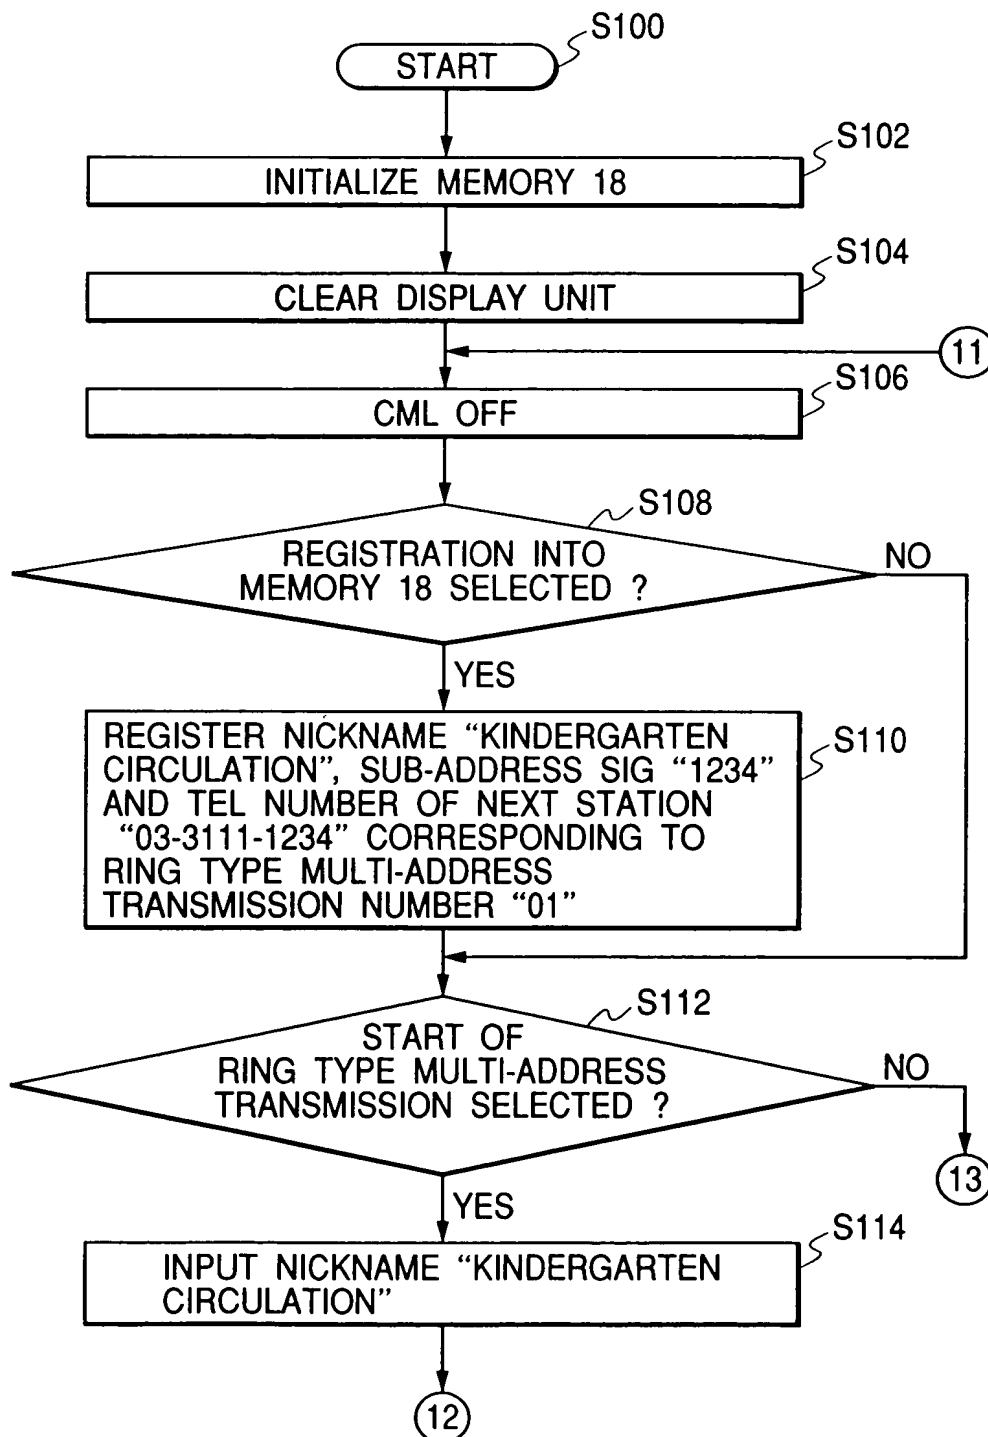 S100
START
S102
INITIALIZE MEMORY 18
S104
CLEAR DISPLAY UNIT
11
S106
CML OFF
S108
REGISTRATION INTO
MEMORY 18 SELECTED ?
NO
YES
S110
REGISTER NICKNAME “KINDERGARTEN
CIRCULATION”, SUB-ADDRESS SIG “1234”
AND TEL NUMBER OF NEXT STATION
“03-3111-1234” CORRESPONDING TO
RING TYPE MULTI-ADDRESS
TRANSMISSION NUMBER “01”
S112
START OF
RING TYPE MULTI-ADDRESS
TRANSMISSION SELECTED ?
NO
13
YES
S114
INPUT NICKNAME “KINDERGARTEN
CIRCULATION”
12